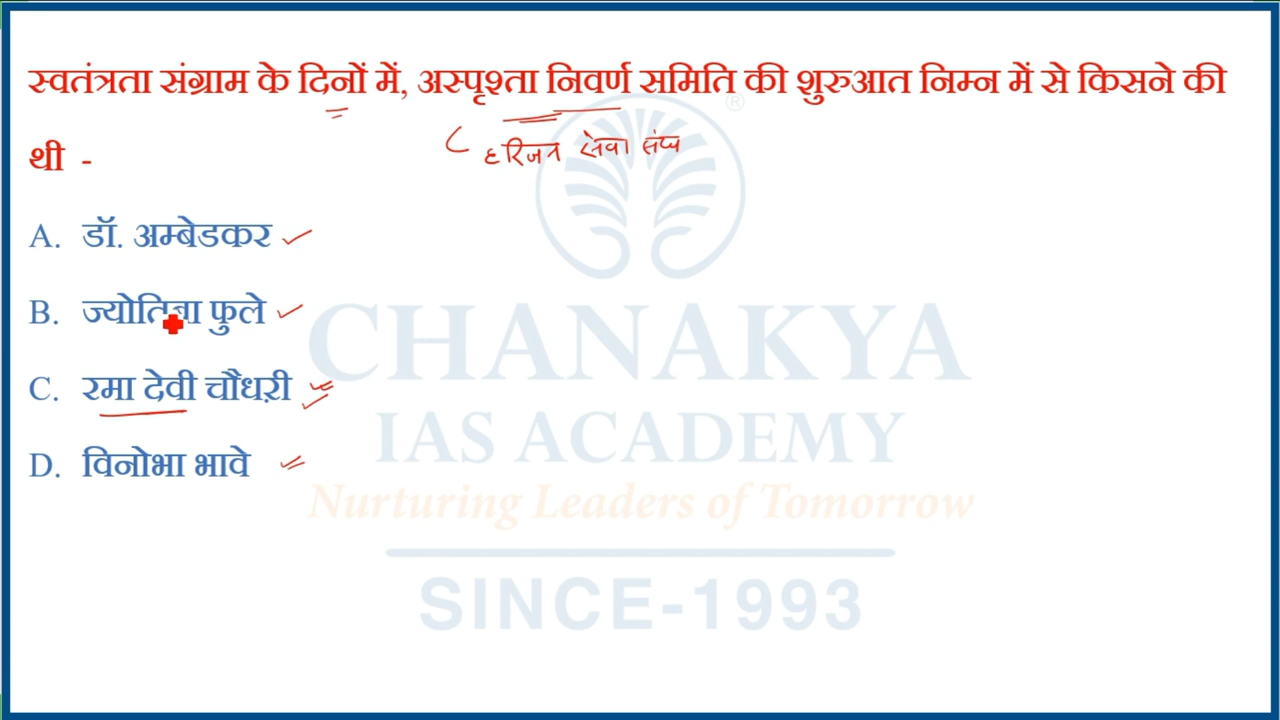 स्वतंत्रता संग्राम के दिनों में, अस्पृश्ता निवर्ण समिति की शुरुआत निम्न में से किसने की
थी -
हरिजन सेवा संघ
A. डॉ. अम्बेडकर
B. ज्योतिबा फुले
C. रमा देवी चौधऱी
D. विनोभा भावे
®
CHANAKYA
IAS ACADEMY
Nurturing Leaders of Tomorrow
SINCE-1993